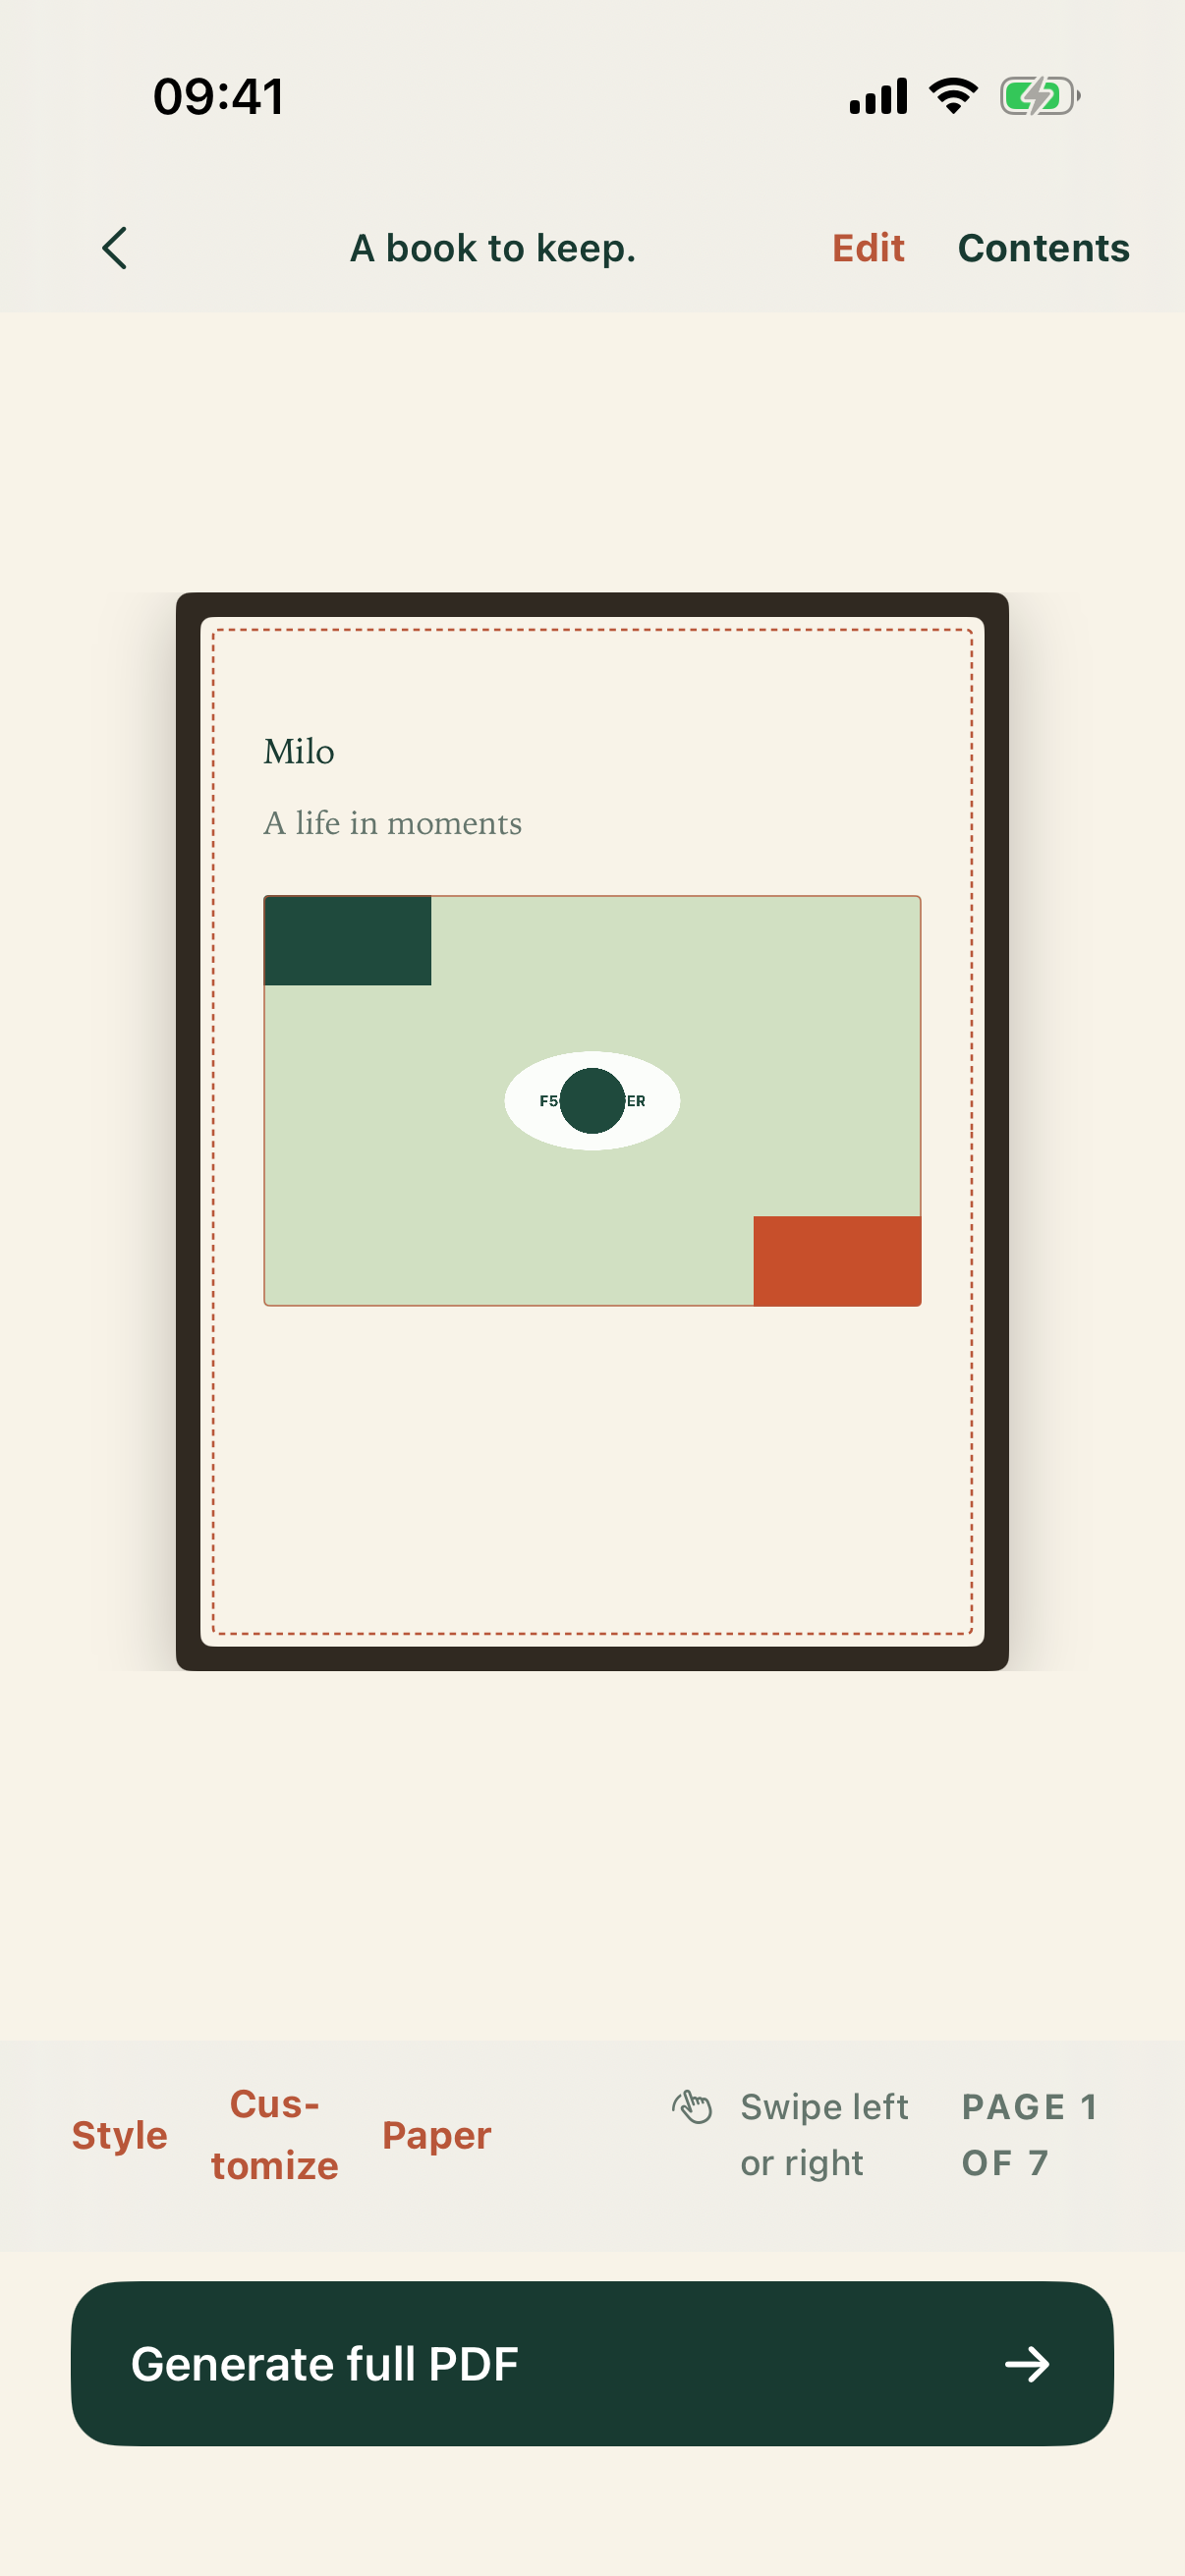 09:41
A book to keep.
Edit
Contents
Milo
A life in moments
Style
Cus-
tomize
Paper
Swipe left
or right
PAGE 1
OF 7
Generate full PDF